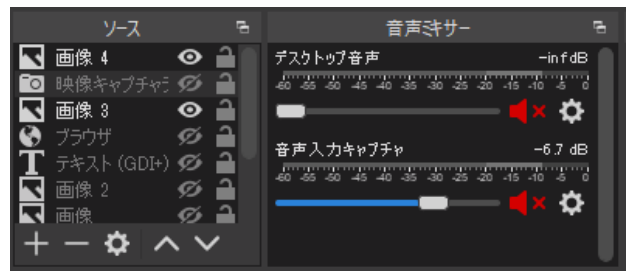 ソース
画像 4
映像キャプチャデ
画像 3
ブラウザ
テキスト (GDI+)
画像 2
画像
音声ミキサー
デスクトップ音声 -inf dB
-60 -55 -50 -45 -40 -35 -30 -25 -20 -15 -10 -5 0
音声入力キャプチャ -6.7 dB
-60 -55 -50 -45 -40 -35 -30 -25 -20 -15 -10 -5 0